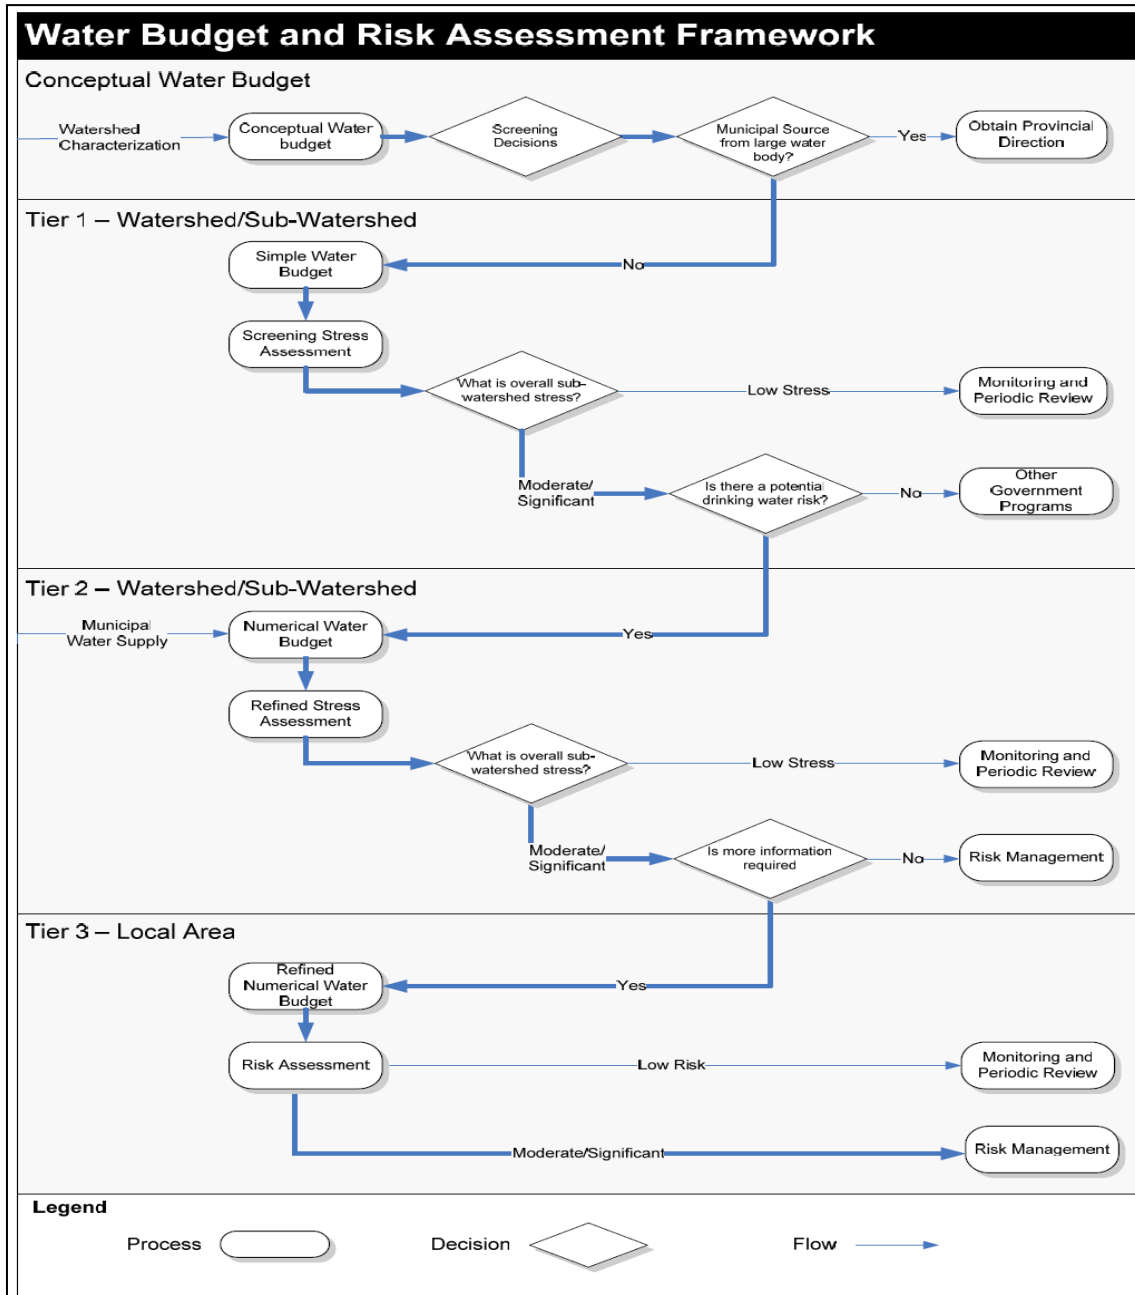 Water Budget and Risk Assessment Framework
Conceptual Water Budget
Watershed
Characterization
Conceptual Water
budget
Screening
Decisions
Municipal Source
from large water
body?
Yes
Obtain Provincial
Direction
Tier 1 – Watershed/Sub-Watershed
Simple Water
Budget
No
Screening Stress
Assessment
What is overall sub-
watershed stress?
Low Stress
Monitoring and
Periodic Review
Moderate/
Significant
Is there a potential
drinking water risk?
No
Other
Government
Programs
Tier 2 – Watershed/Sub-Watershed
Municipal
Water Supply
Numerical Water
Budget
Yes
Refined Stress
Assessment
What is overall sub-
watershed stress?
Low Stress
Monitoring and
Periodic Review
Moderate/
Significant
Is more information
required
No
Risk Management
Tier 3 – Local Area
Refined
Numerical Water
Budget
Yes
Risk Assessment
Low Risk
Monitoring and
Periodic Review
Moderate/Significant
Risk Management
Legend
Process
Decision
Flow